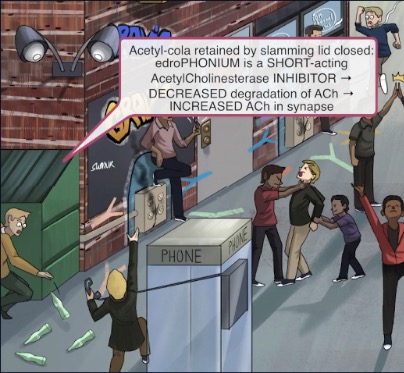 Acetyl-cola retained by slamming lid closed:
edroPHONIUM is a SHORT-acting
AcetylCholinesterase INHIBITOR →
DECREASED degradation of ACh →
INCREASED ACh in synapse
PHONE
PHONE